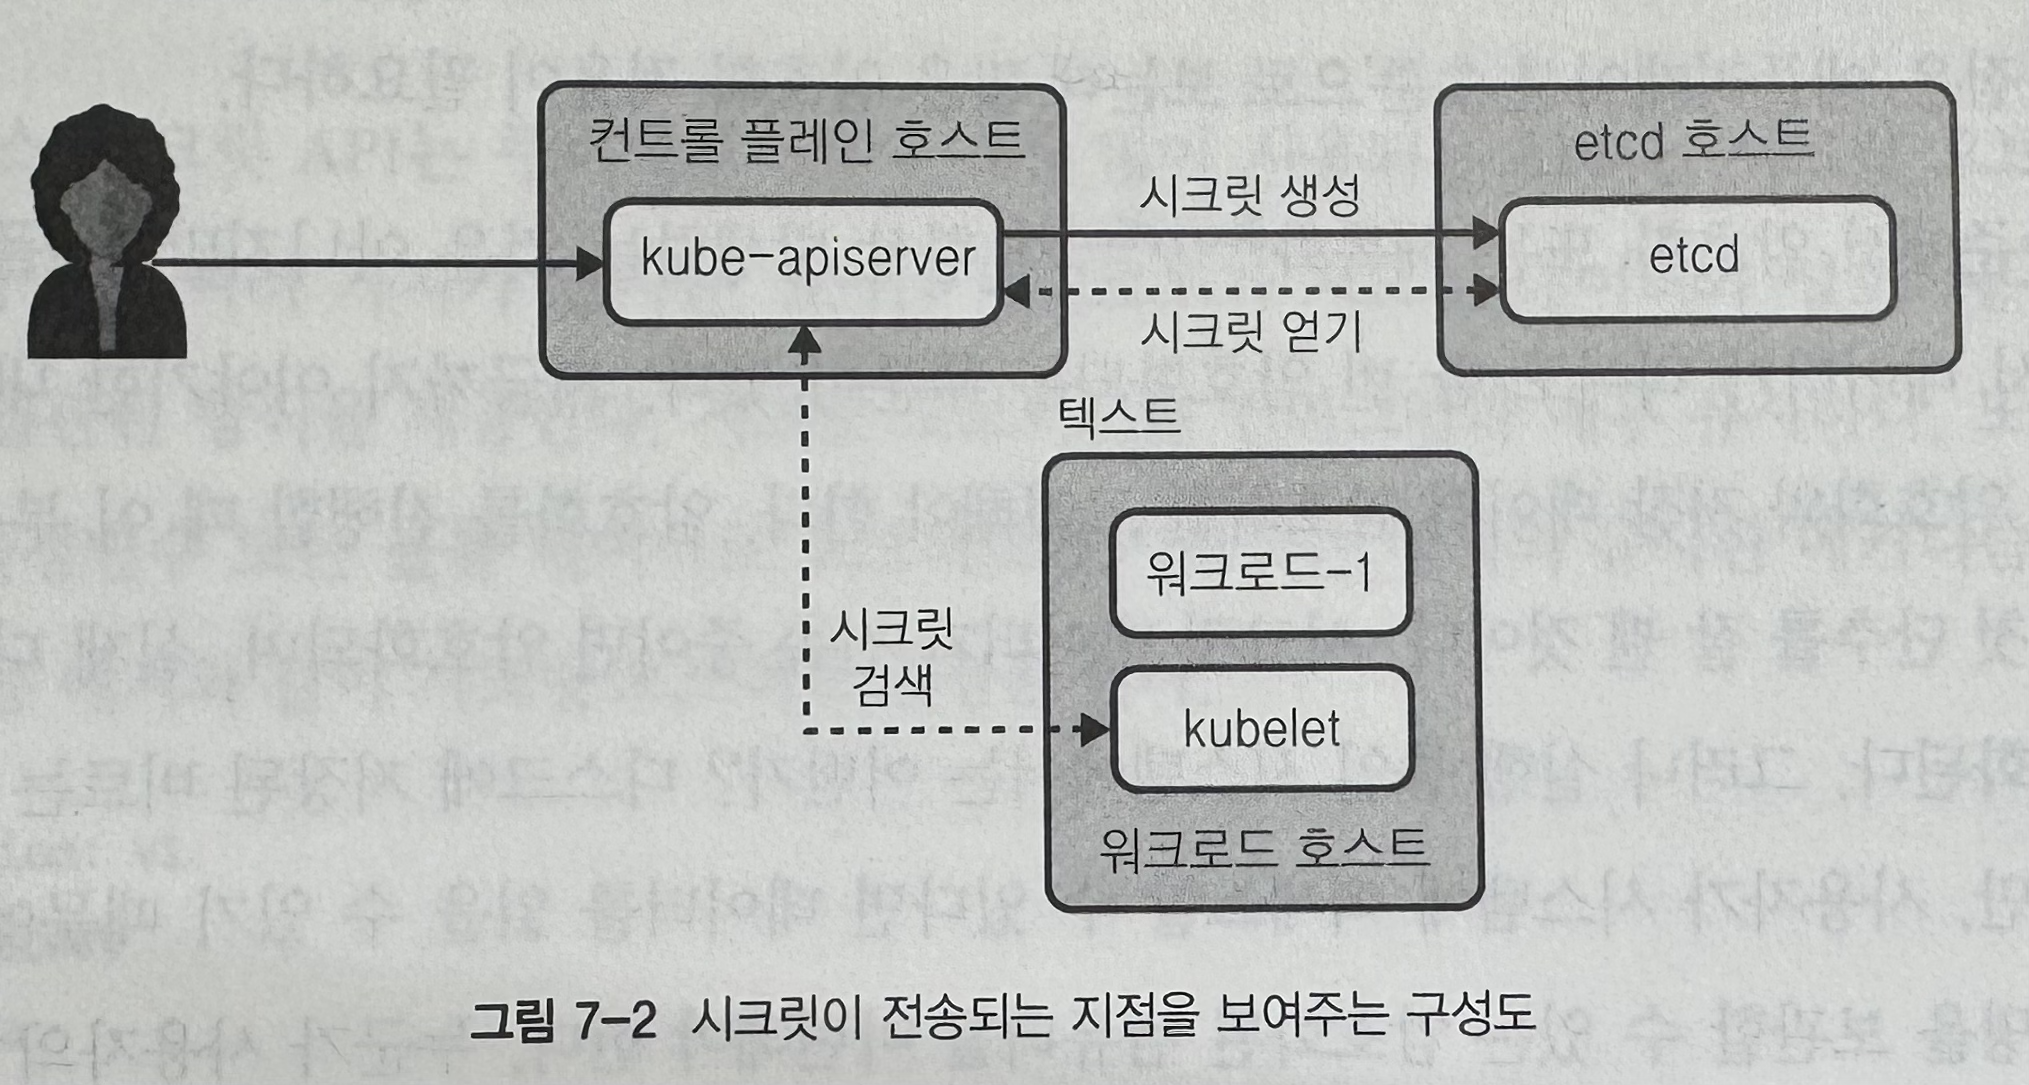 컨트롤 플레인 호스트
kube-apiserver
시크릿 생성
시크릿 얻기
etcd 호스트
etcd
텍스트
시크릿
검색
워크로드-1
kubelet
워크로드 호스트
그림 7-2 시크릿이 전송되는 지점을 보여주는 구성도